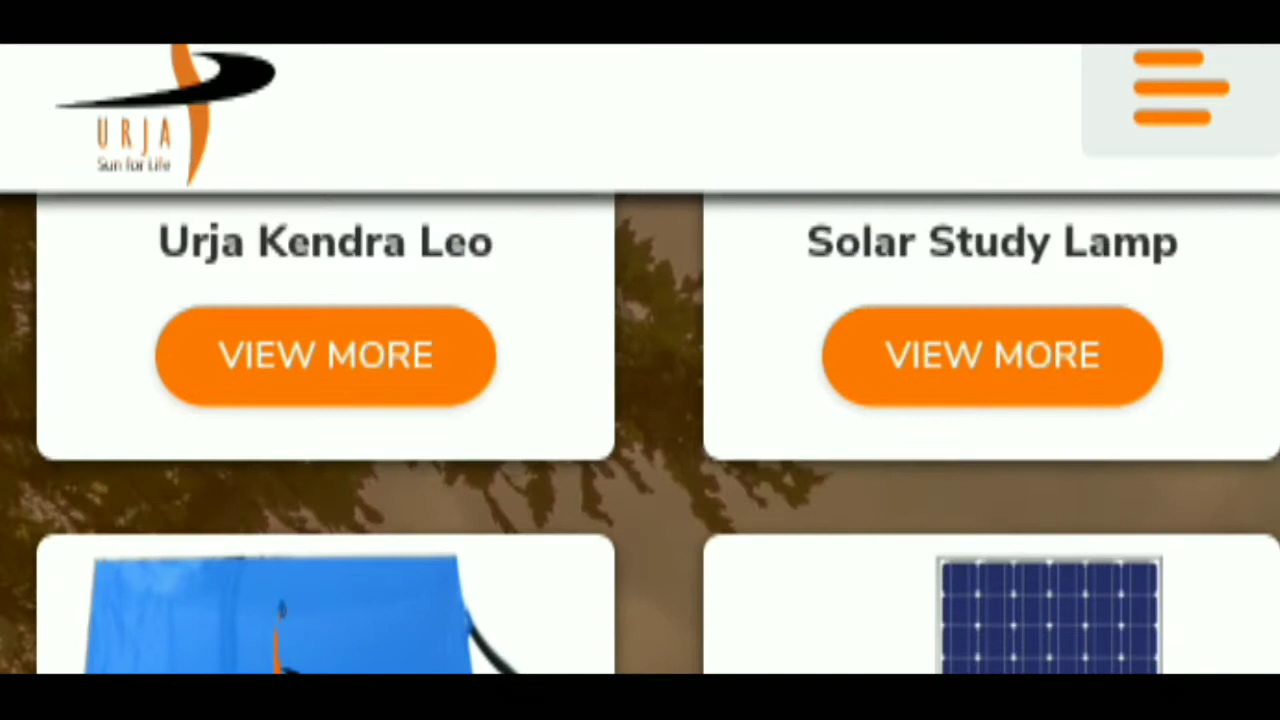 URJA
Sun for Life
Urja Kendra Leo
Solar Study Lamp
VIEW MORE
VIEW MORE